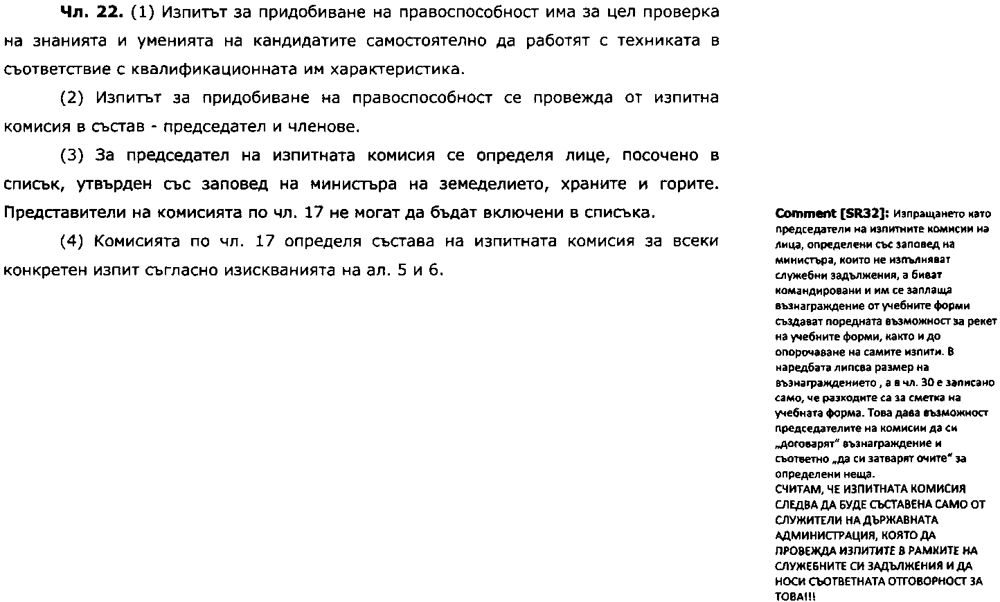 Чл. 22. (1) Изпитът за придобиване на правоспособност има за цел проверка
на знанията и уменията на кандидатите самостоятелно да работят с техниката в
съответствие с квалификационната им характеристика.
(2) Изпитът за придобиване на правоспособност се провежда от изпитна
комисия в състав - председател и членове.
(3) За председател на изпитната комисия се определя лице, посочено в
списък, утвърден със заповед на министъра на земеделието, храните и горите.
Представители на комисията по чл. 17 не могат да бъдат включени в списъка.
(4) Комисията по чл. 17 определя състава на изпитната комисия за всеки
конкретен изпит съгласно изискванията на ал. 5 и 6.
Comment [SR32]: Изпращането като
председатели на изпитните комисии на
лица, определени със заповед на
министъра, които не изпълняват
служебни задължения, а биват
командировани и им се заплаща
възнаграждение от учебните форми
създават поредната възможност за рекет
на учебните форми, както и до
опорочаване на самите изпити. В
наредбата липсва размер на
възнаграждението , а в чл. 30 е записано
само, че разходите са за сметка на
учебната форма. Това дава възможност
председателите на комисии да си
„договарят“ възнаграждение и
съответно „да си затварят очите“ за
определени неща.
СЧИТАМ, ЧЕ ИЗПИТНАТА КОМИСИЯ
СЛЕДВА ДА БУДЕ СЪСТАВЕНА САМО ОТ
СЛУЖИТЕЛИ НА ДЪРЖАВНАТА
АДМИНИСТРАЦИЯ, КОЯТО ДА
ПРОВЕЖДА ИЗПИТИТЕ В РАМКИТЕ НА
СЛУЖЕБНИТЕ СИ ЗАДЪЛЖЕНИЯ И ДА
НОСИ СЪОТВЕТНАТА ОТГОВОРНОСТ ЗА
ТОВА!!!